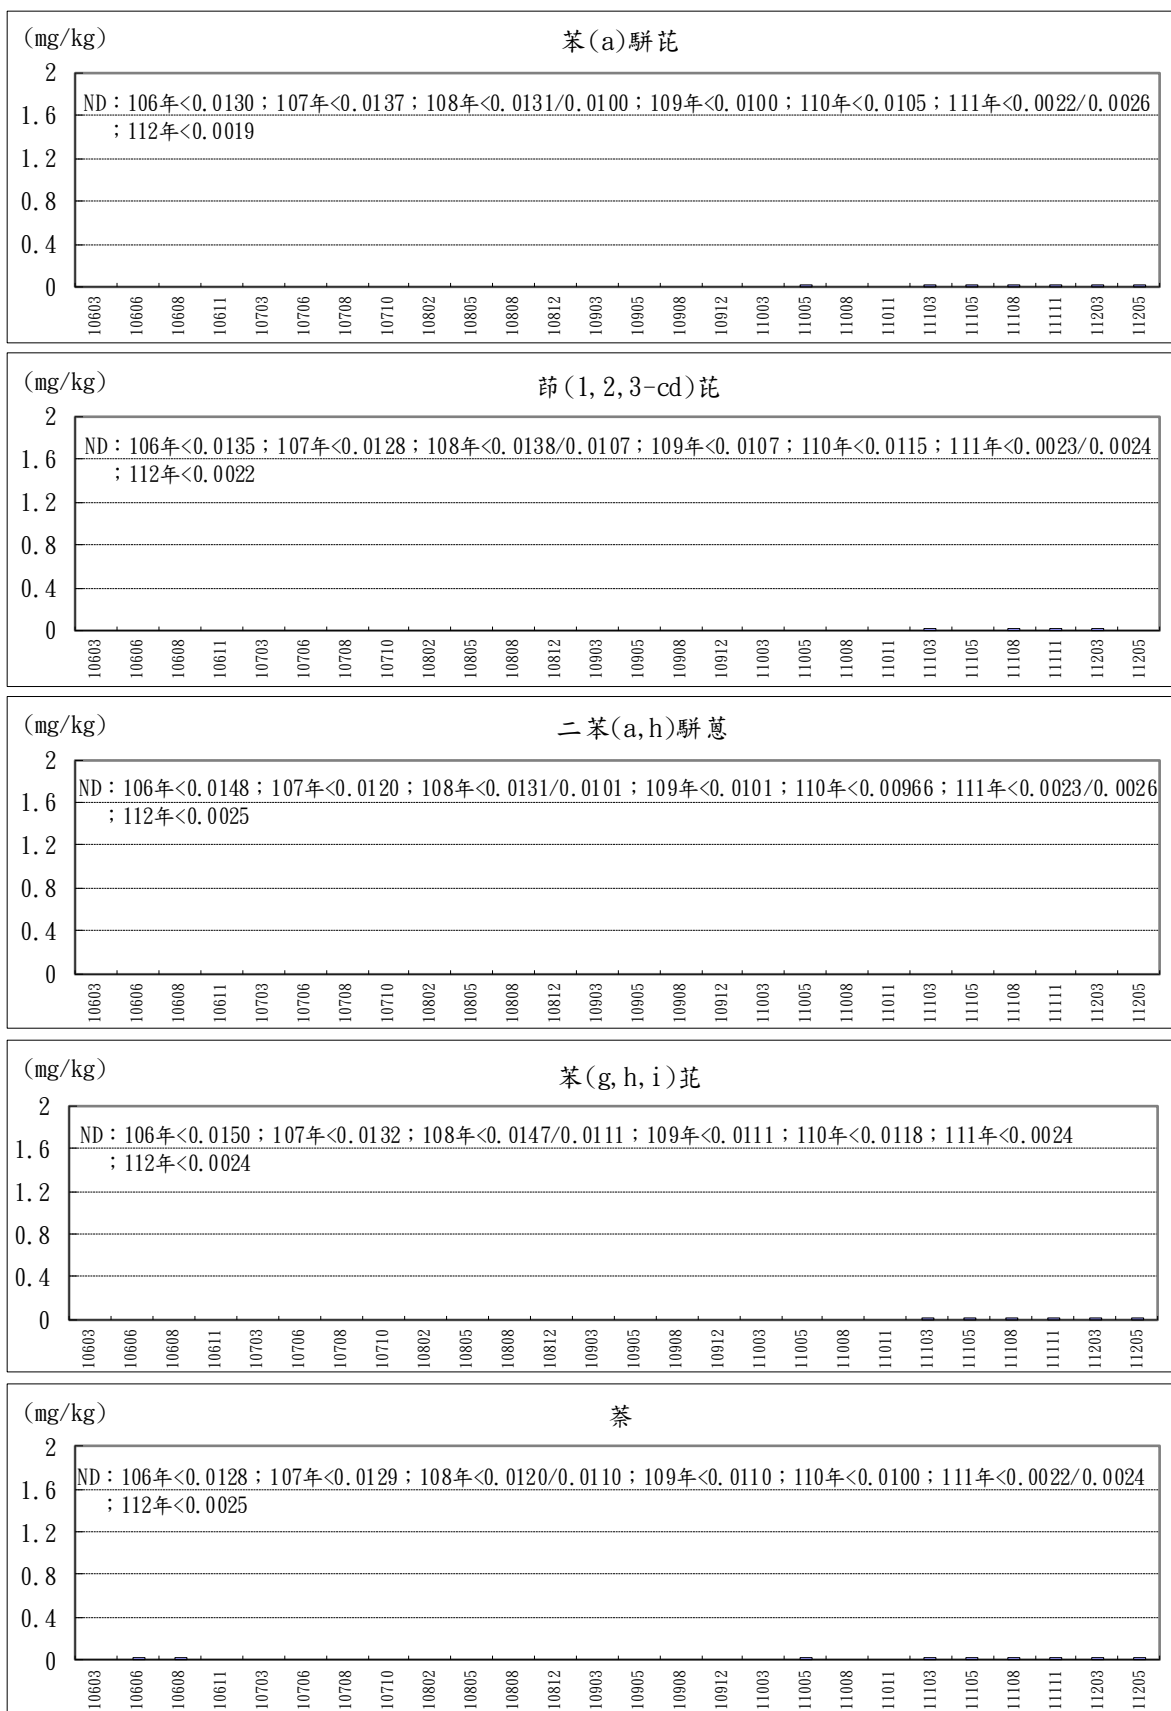 (mg/kg)
苯(a)駢芘
ND：106年<0.0130；107年<0.0137；108年<0.0131/0.0100；109年<0.0100；110年<0.0105；111年<0.0022/0.0026
；112年<0.0019
2
1.6
1.2
0.8
0.4
0
10603 10606 10608 10611 10703 10706 10708 10710 10802 10805 10808 10812 10903 10905 10908 10912 11003 11005 11008 11011 11103 11105 11108 11111 11203 11205
(mg/kg)
茚(1,2,3-cd)芘
ND：106年<0.0135；107年<0.0128；108年<0.0138/0.0107；109年<0.0107；110年<0.0115；111年<0.0023/0.0024
；112年<0.0022
2
1.6
1.2
0.8
0.4
0
10603 10606 10608 10611 10703 10706 10708 10710 10802 10805 10808 10812 10903 10905 10908 10912 11003 11005 11008 11011 11103 11105 11108 11111 11203 11205
(mg/kg)
二苯(a,h)駢蒽
ND：106年<0.0148；107年<0.0120；108年<0.0131/0.0101；109年<0.0101；110年<0.00966；111年<0.0023/0.0026
；112年<0.0025
2
1.6
1.2
0.8
0.4
0
10603 10606 10608 10611 10703 10706 10708 10710 10802 10805 10808 10812 10903 10905 10908 10912 11003 11005 11008 11011 11103 11105 11108 11111 11203 11205
(mg/kg)
苯(g,h,i)苝
ND：106年<0.0150；107年<0.0132；108年<0.0147/0.0111；109年<0.0111；110年<0.0118；111年<0.0024
；112年<0.0024
2
1.6
1.2
0.8
0.4
0
10603 10606 10608 10611 10703 10706 10708 10710 10802 10805 10808 10812 10903 10905 10908 10912 11003 11005 11008 11011 11103 11105 11108 11111 11203 11205
(mg/kg)
萘
ND：106年<0.0128；107年<0.0129；108年<0.0120/0.0110；109年<0.0110；110年<0.0100；111年<0.0022/0.0024
；112年<0.0025
2
1.6
1.2
0.8
0.4
0
10603 10606 10608 10611 10703 10706 10708 10710 10802 10805 10808 10812 10903 10905 10908 10912 11003 11005 11008 11011 11103 11105 11108 11111 11203 11205